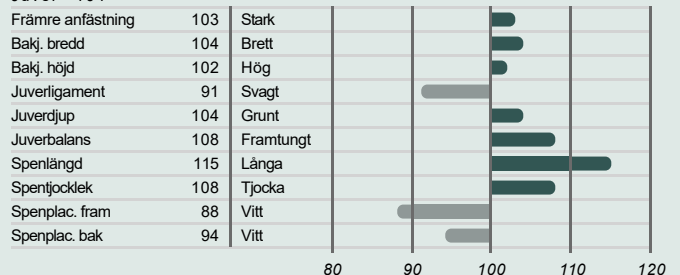 Främre anfästning 103 Stark
Bakj. bredd 104 Brett
Bakj. höjd 102 Hög
Juverligament 91 Svagt
Juverdjup 104 Grunt
Juverbalans 108 Framtungt
Spenlängd 115 Långa
Spentjocklek 108 Tjocka
Spenplac. fram 88 Vitt
Spenplac. bak 94 Vitt
80 90 100 110 120